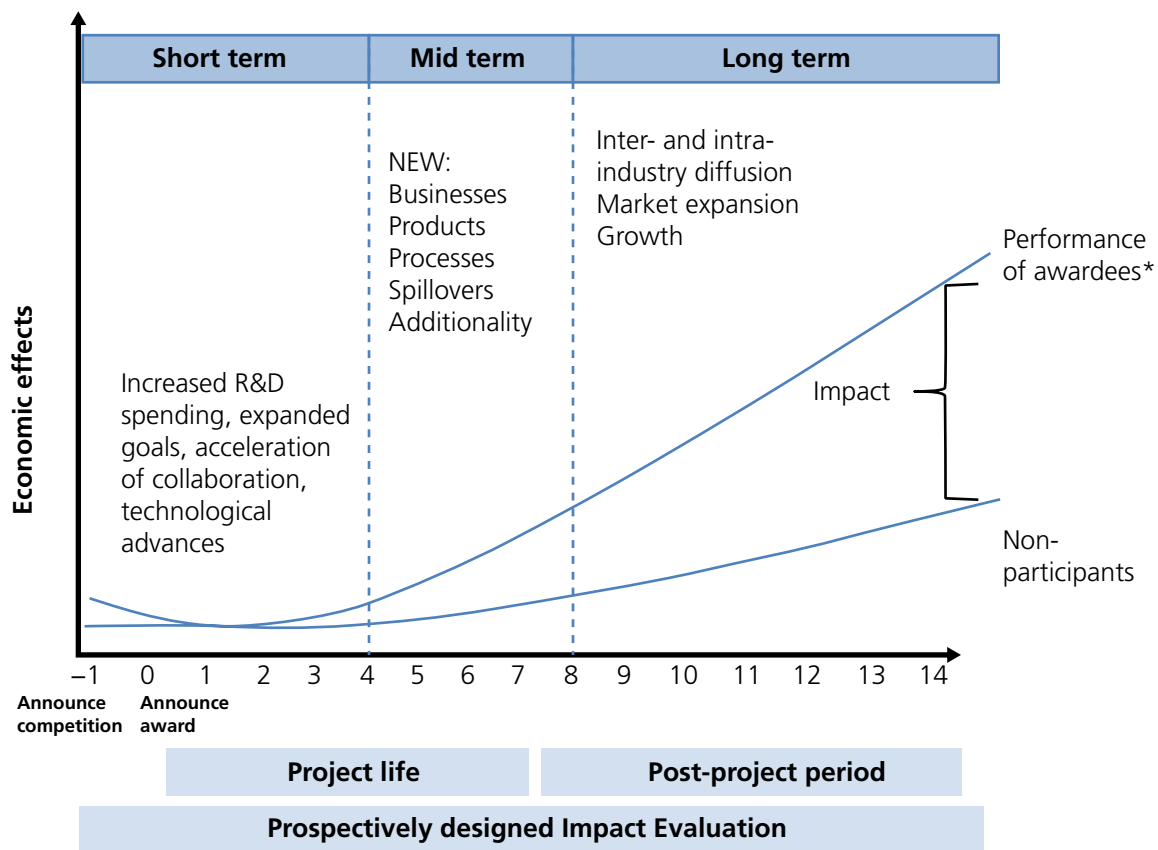 Short term
Mid term
Long term
Economic effects
Increased R&D
spending, expanded
goals, acceleration
of collaboration,
technological
advances
NEW:
Businesses
Products
Processes
Spillovers
Additionality
Inter- and intra-
industry diffusion
Market expansion
Growth
Performance
of awardees*
Impact
Non-
participants
–1 0 1 2 3 4 5 6 7 8 9 10 11 12 13 14
Announce
competition
Announce
award
Project life
Post-project period
Prospectively designed Impact Evaluation